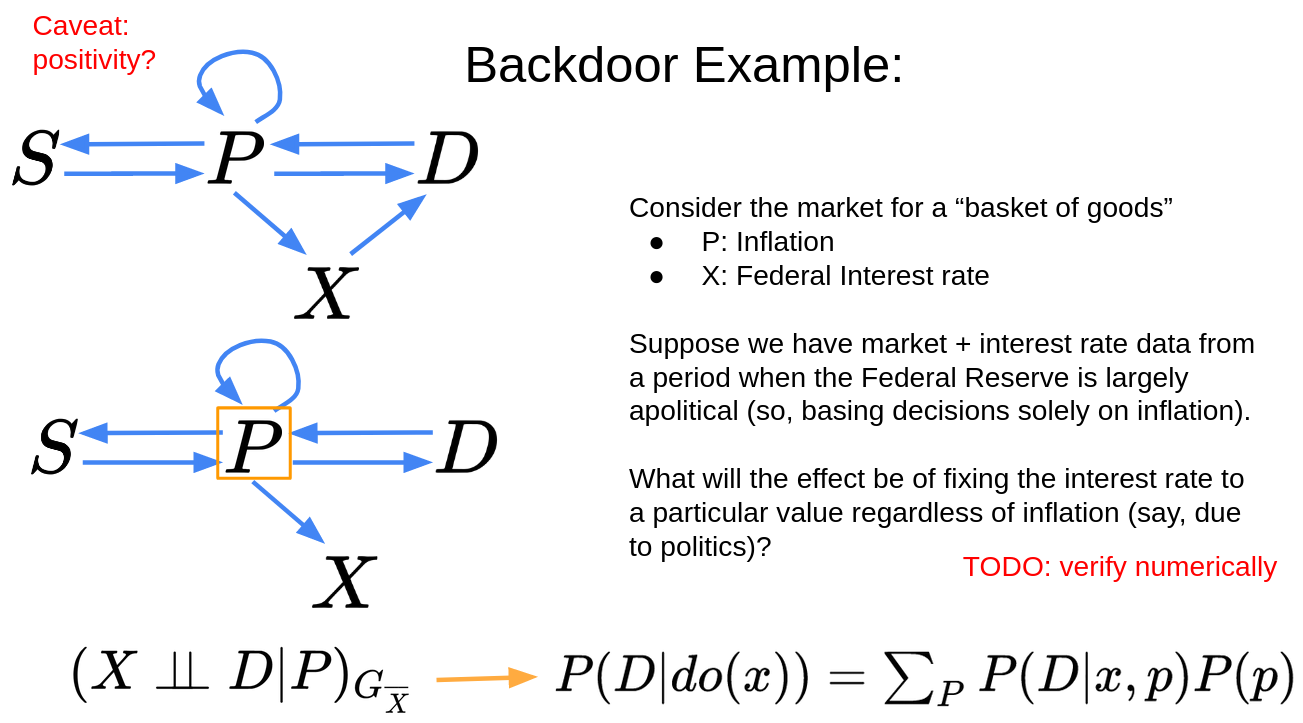 Caveat:
positivity?
Backdoor Example:
S P D
X
Consider the market for a “basket of goods”
● P: Inflation
● X: Federal Interest rate
Suppose we have market + interest rate data from
a period when the Federal Reserve is largely
apolitical (so, basing decisions solely on inflation).
What will the effect be of fixing the interest rate to
a particular value regardless of inflation (say, due
to politics)?
TODO: verify numerically
S P D
X
(X ⫫ D|P)_{G_{\overline{X}}} P(D|do(x)) = ∑_P P(D|x, p)P(p)